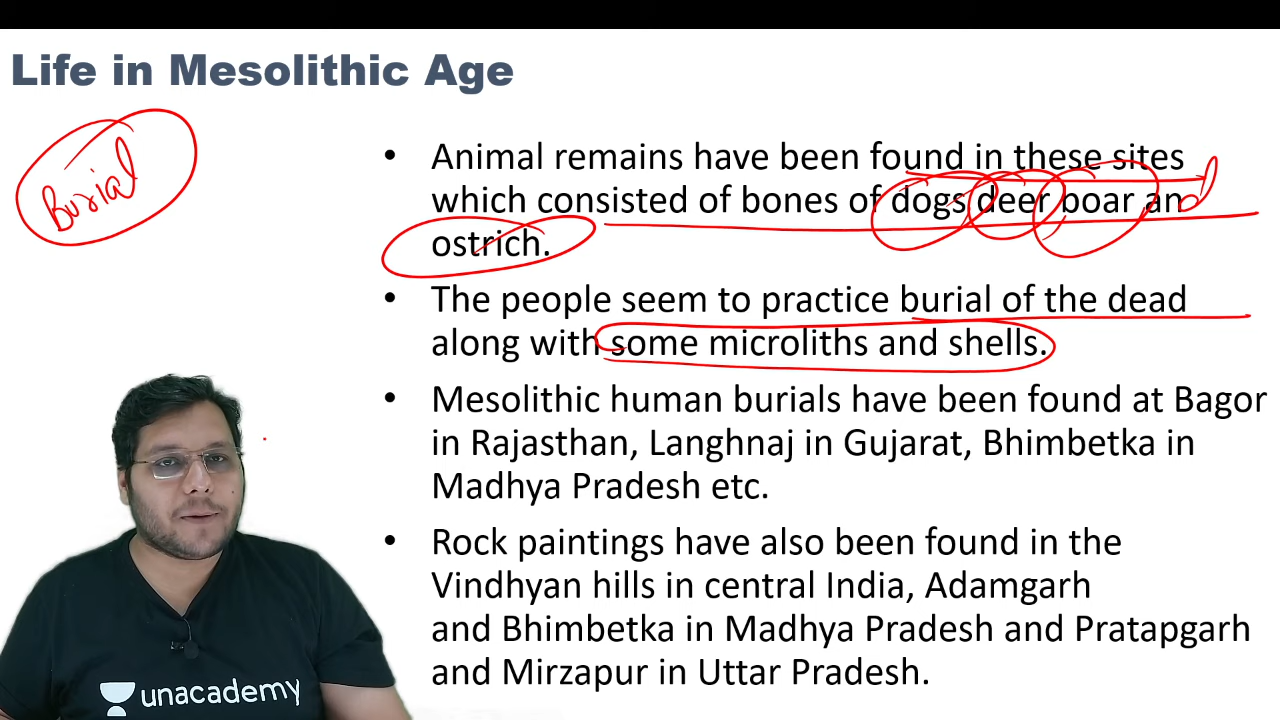 Life in Mesolithic Age
Burial
• Animal remains have been found in these sites
which consisted of bones of dogs deer boar and
ostrich.
• The people seem to practice burial of the dead
along with some microliths and shells.
• Mesolithic human burials have been found at Bagor
in Rajasthan, Langhnaj in Gujarat, Bhimbetka in
Madhya Pradesh etc.
• Rock paintings have also been found in the
Vindhyan hills in central India, Adamgarh
and Bhimbetka in Madhya Pradesh and Pratapgarh
and Mirzapur in Uttar Pradesh.
unacademy